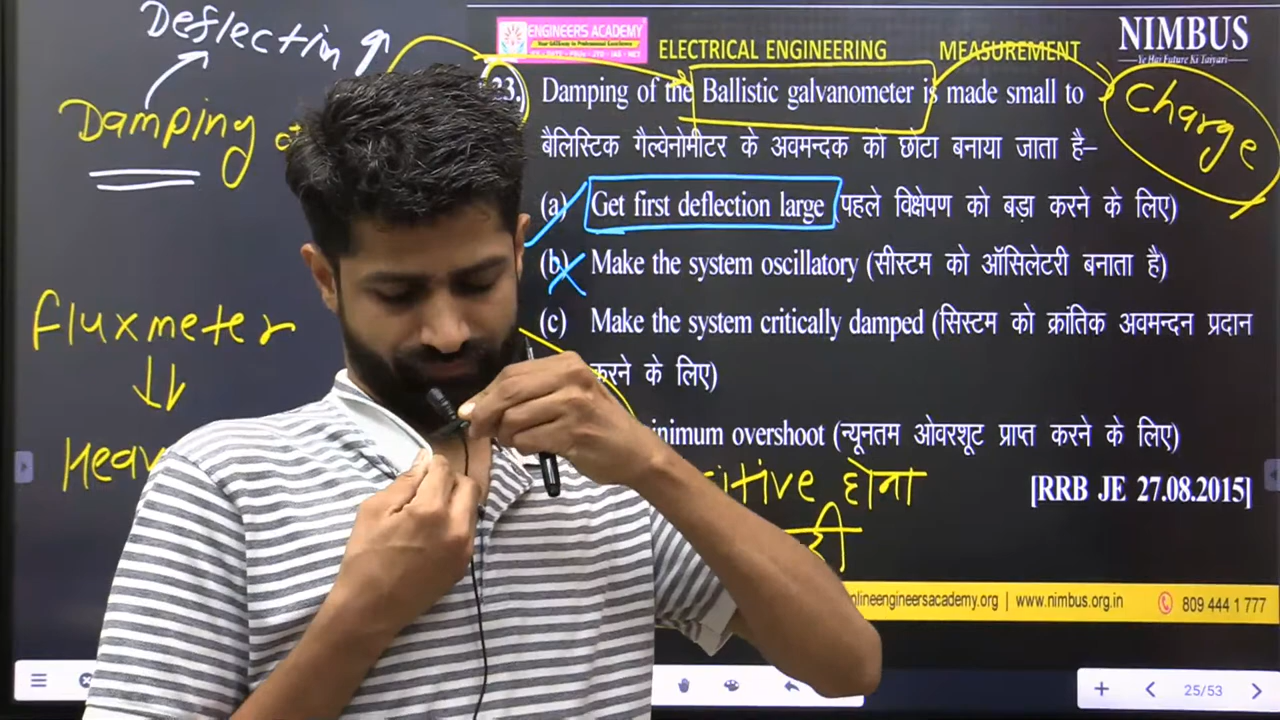 Deflecting
ENGINEERS ACADEMY
ELECTRICAL ENGINEERING MEASUREMENT
NIMBUS
Ye Hai Future Ki Taiyari
Damping
23. Damping of the Ballistic galvanometer is made small to
Charge
बैलिस्टिक गैल्वेनोमीटर के अवमन्दक को छोटा बनाया जाता है–
(a) Get first deflection large (पहले विक्षेपण को बड़ा करने के लिए)
(b) Make the system oscillatory (सीस्टम को ऑसिलेटरी बनाता है)
Fluxmeter
(c) Make the system critically damped (सिस्टम को क्रांतिक अवमन्दन प्रदान
करने के लिए)
inimum overshoot (न्यूनतम ओवरशूट प्राप्त करने के लिए)
Heav
sitive होना
[RRB JE 27.08.2015]
lineengineersacademy.org | www.nimbus.org.in 809 444 1 777
25/53